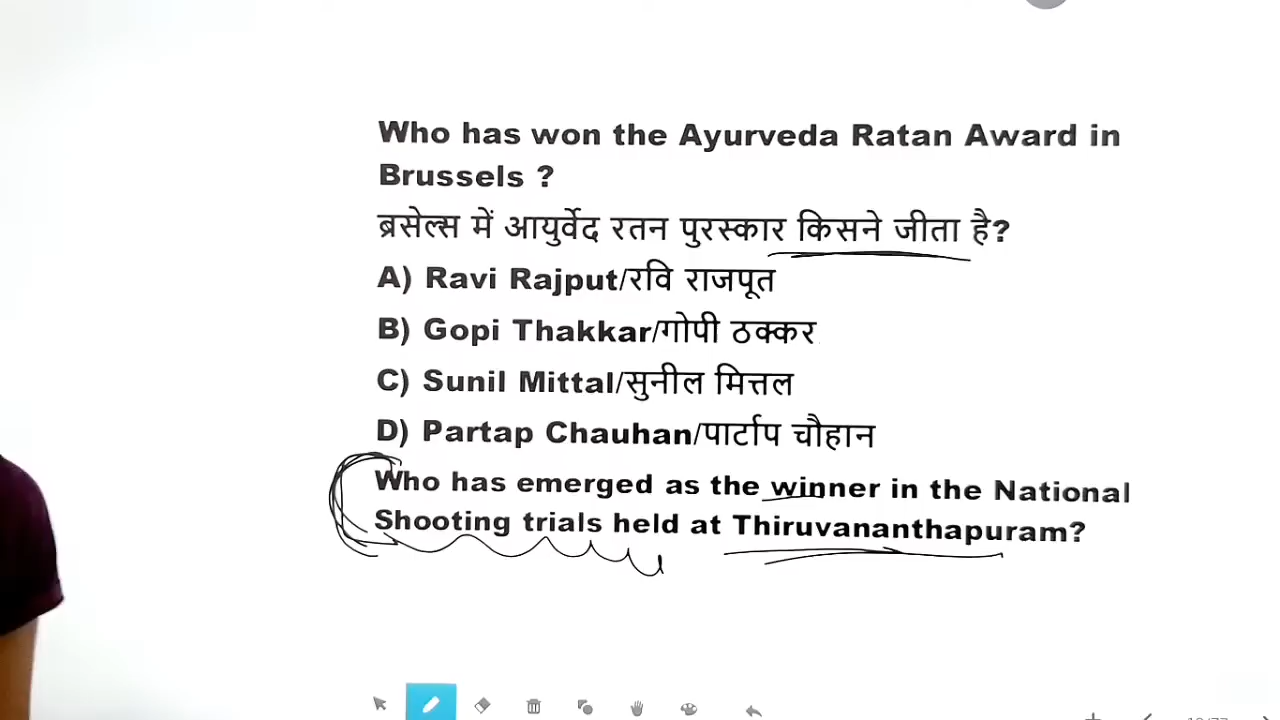 Who has won the Ayurveda Ratan Award in
Brussels ?
ब्रसेल्स में आयुर्वेद रतन पुरस्कार किसने जीता है?
A) Ravi Rajput/रवि राजपूत
B) Gopi Thakkar/गोपी ठक्कर
C) Sunil Mittal/सुनील मित्तल
D) Partap Chauhan/पार्टाप चौहान
Who has emerged as the winner in the National
Shooting trials held at Thiruvananthapuram?